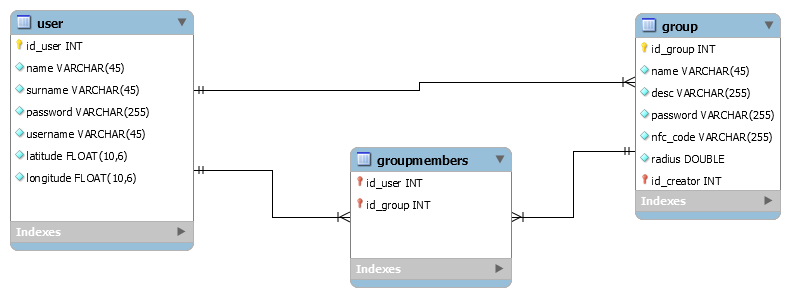 user
id_user INT
name VARCHAR(45)
surname VARCHAR(45)
password VARCHAR(255)
username VARCHAR(45)
latitude FLOAT(10,6)
longitude FLOAT(10,6)
Indexes
groupmembers
id_user INT
id_group INT
Indexes
group
id_group INT
name VARCHAR(45)
desc VARCHAR(255)
password VARCHAR(255)
nfc_code VARCHAR(255)
radius DOUBLE
id_creator INT
Indexes